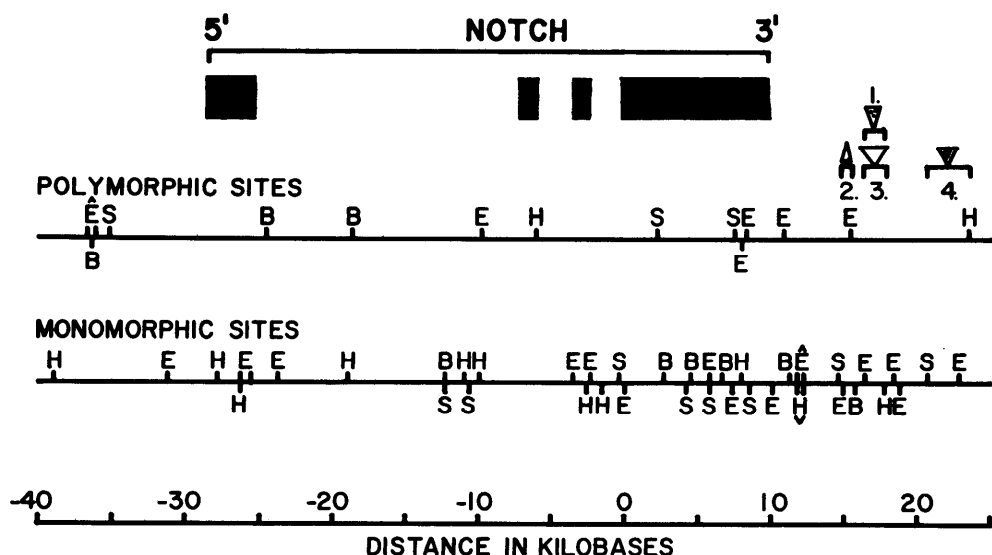 5' NOTCH 3'
1.
2. 3. 4.
POLYMORPHIC SITES
E S B B E H S S E E E H
B E
MONOMORPHIC SITES
H E H E E H B H H E E S B B E B H B E S E H S E
H S S H H E S S E S E H E B H E
-40 -30 -20 -10 0 10 20
DISTANCE IN KILOBASES